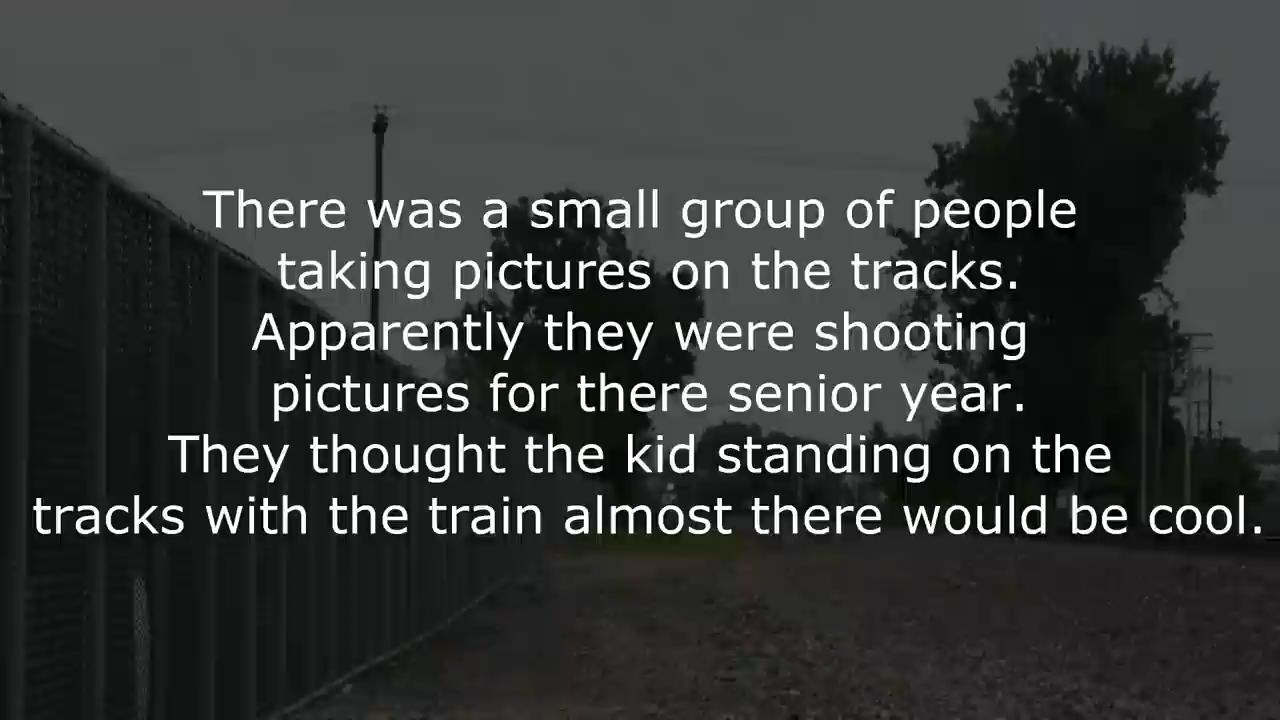 There was a small group of people
taking pictures on the tracks.
Apparently they were shooting
pictures for there senior year.
They thought the kid standing on the
tracks with the train almost there would be cool.